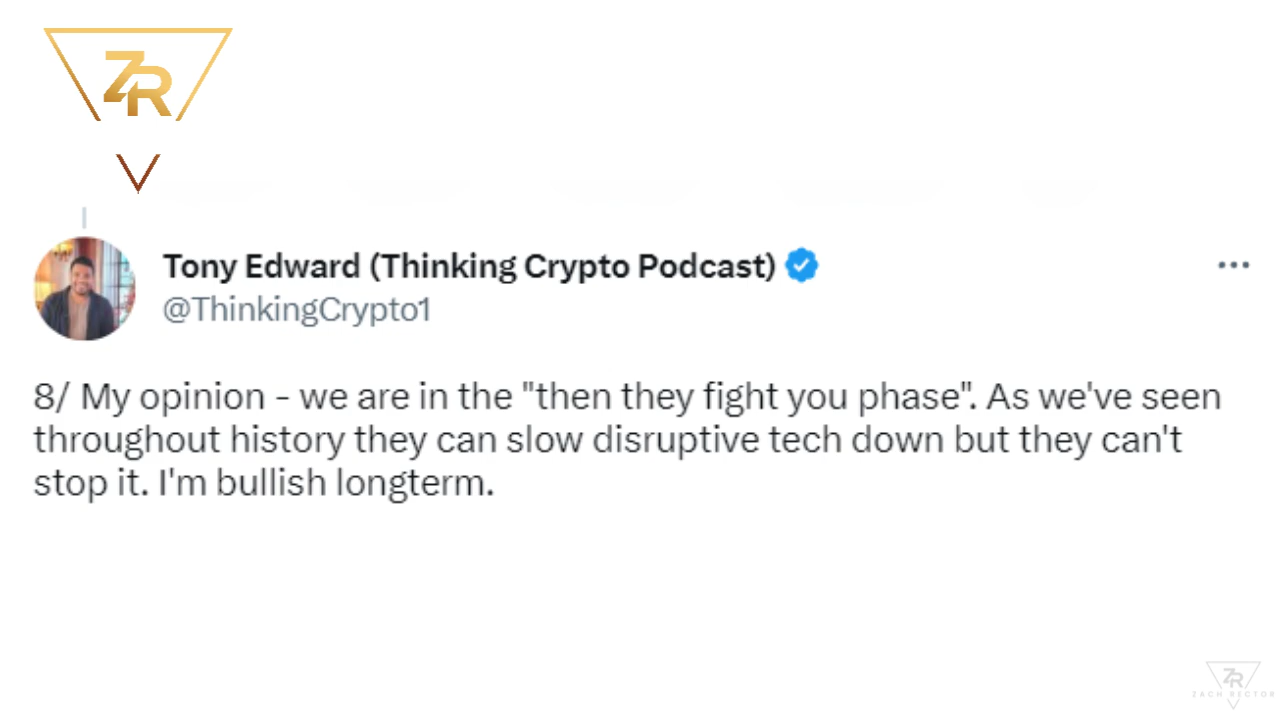 ZR
Tony Edward (Thinking Crypto Podcast)
@ThinkingCrypto1
8/ My opinion - we are in the "then they fight you phase". As we've seen
throughout history they can slow disruptive tech down but they can't
stop it. I'm bullish longterm.
ZR
ZACH RECTOR